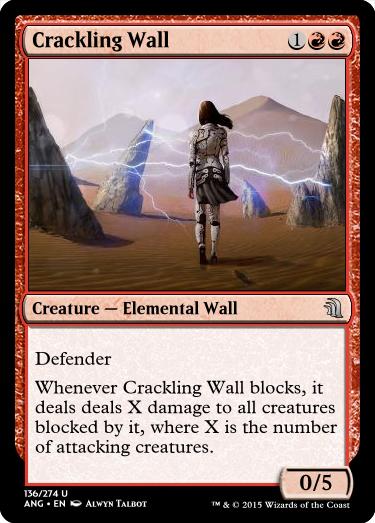 Crackling Wall 1
Creature — Elemental Wall
Defender
Whenever Crackling Wall blocks, it
deals deals X damage to all creatures
blocked by it, where X is the number
of attacking creatures.
0/5
136/274 U
ANG • EN Alwyn Talbot
™ & © 2015 Wizards of the Coast